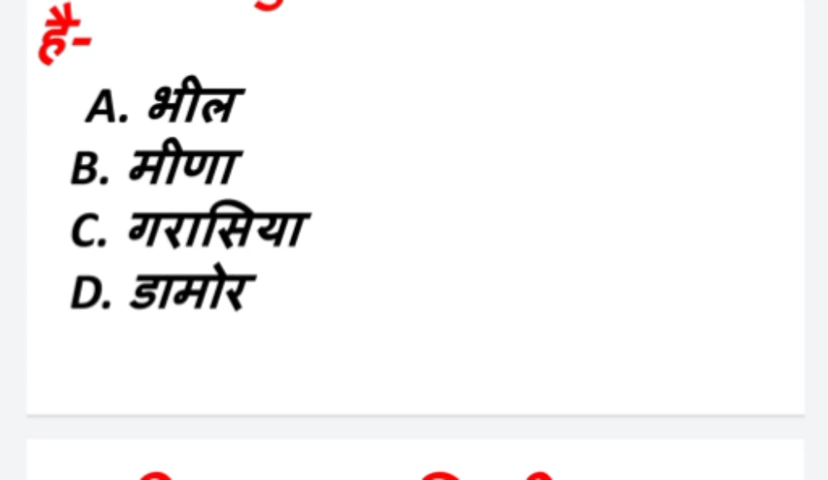 है-
A. भील
B. मीणा
C. गरासिया
D. डामोर